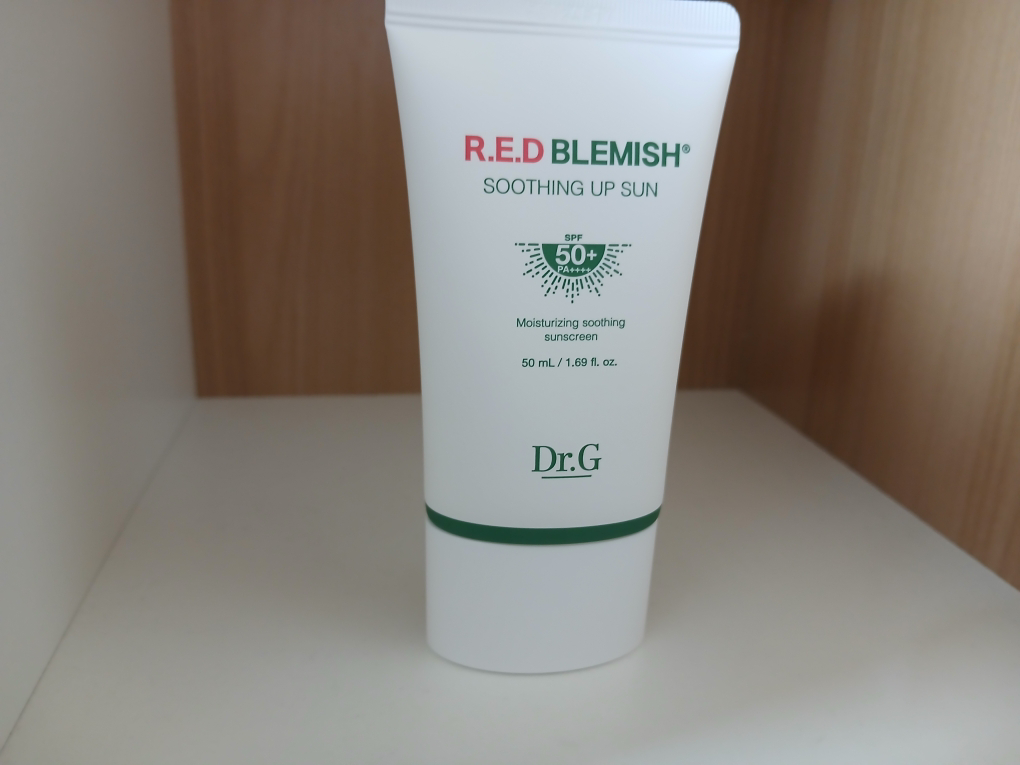 R.E.D BLEMISH®
SOOTHING UP SUN
SPF
50+
PA++++
Moisturizing soothing
sunscreen
50 mL / 1.69 fl. oz.
Dr.G